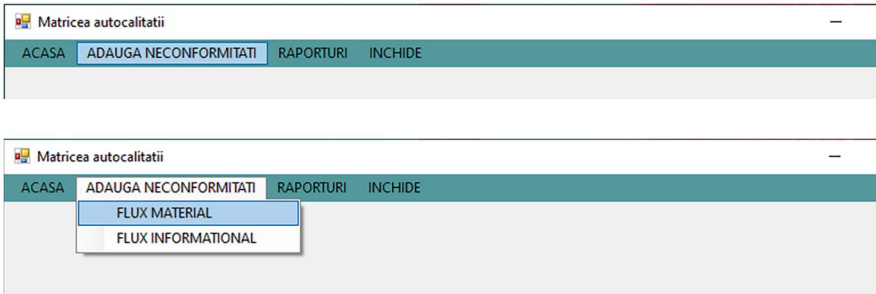 Matricea autocalitatii
ACASA ADAUGA NECONFORMITATI RAPORTURI INCHIDE
Matricea autocalitatii
ACASA ADAUGA NECONFORMITATI RAPORTURI INCHIDE
FLUX MATERIAL
FLUX INFORMATIONAL